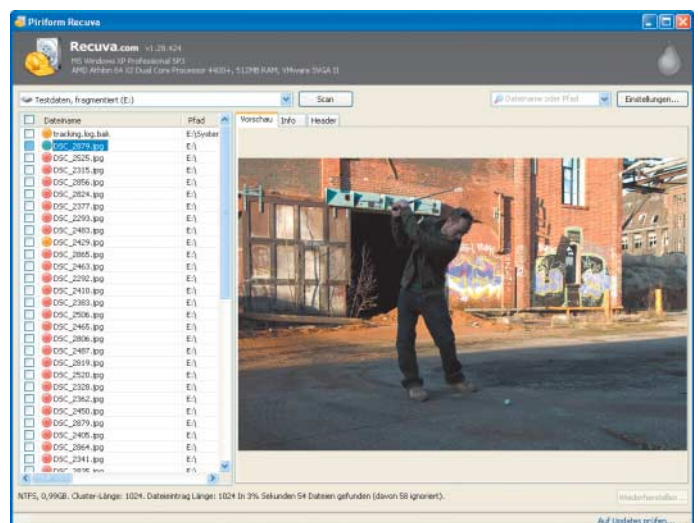 Piriform Recuva
Recuva.com v1.28.424
MS Windows XP Professional SP3
AMD Athlon 64 X2 Dual Core Processor 4400+, 512MB RAM, VMware SVGA II
Testdaten, fragmentiert (E:)
Scan
Dateiname oder Pfad
Einstellungen...
Dateiname Pfad
Vorschau Info Header
tracking.log.bak E:\System
DSC_2879.jpg E:\
DSC_2525.jpg E:\
DSC_2315.jpg E:\
DSC_2856.jpg E:\
DSC_2824.jpg E:\
DSC_2377.jpg E:\
DSC_2293.jpg E:\
DSC_2483.jpg E:\
DSC_2429.jpg E:\
DSC_2865.jpg E:\
DSC_2463.jpg E:\
DSC_2292.jpg E:\
DSC_2410.jpg E:\
DSC_2383.jpg E:\
DSC_2506.jpg E:\
DSC_2465.jpg E:\
DSC_2806.jpg E:\
DSC_2487.jpg E:\
DSC_2819.jpg E:\
DSC_2520.jpg E:\
DSC_2328.jpg E:\
DSC_2362.jpg E:\
DSC_2450.jpg E:\
DSC_2879.jpg E:\
DSC_2405.jpg E:\
DSC_2864.jpg E:\
DSC_2341.jpg E:\
NTFS, 0,99GB. Cluster-Länge: 1024. Dateieintrag Länge: 1024 In 3% Sekunden 54 Dateien gefunden (davon 58 ignoriert).
Wiederherstellen...
Auf Updates prüfen...